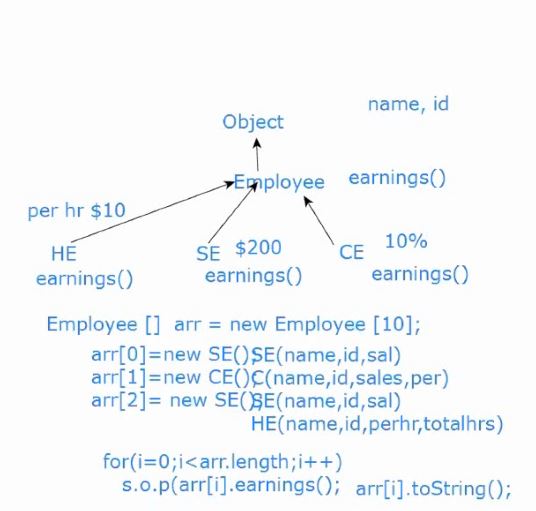 name, id
Object
Employee earnings()
per hr $10
HE SE $200 CE 10%
earnings() earnings() earnings()
Employee [] arr = new Employee [10];
arr[0]=new SE(); SE(name,id,sal)
arr[1]=new CE(); C(name,id,sales,per)
arr[2]= new SE(); SE(name,id,sal)
HE(name,id,perhr,totalhrs)
for(i=0;i<arr.length;i++)
s.o.p(arr[i].earnings(); arr[i].toString();